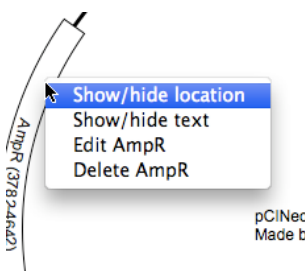 Show/hide location
Show/hide text
Edit AmpR
Delete AmpR
AmpR (3782-4642)
pCINeo
Made b